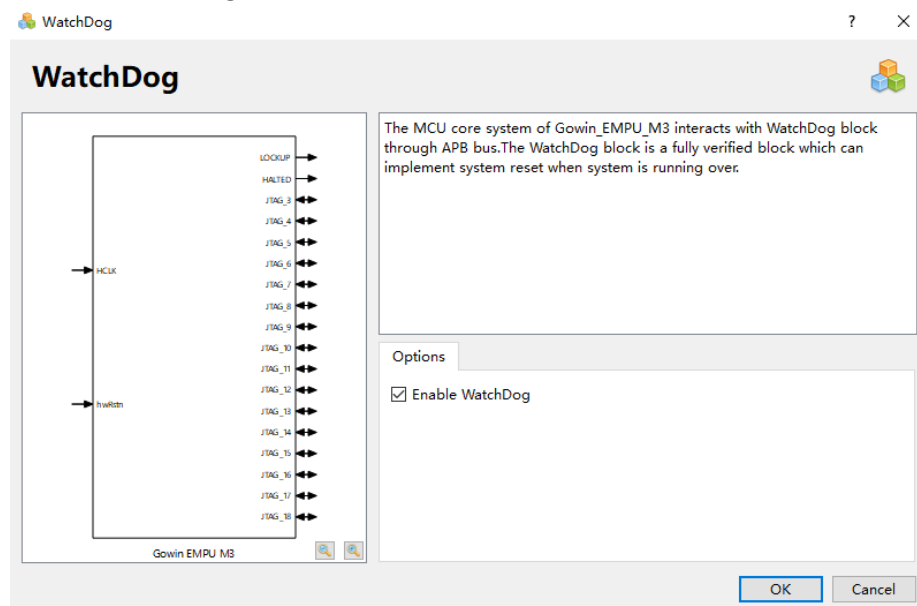 WatchDog
?
WatchDog
The MCU core system of Gowin_EMPU_M3 interacts with WatchDog block
through APB bus.The WatchDog block is a fully verified block which can
implement system reset when system is running over.
LOCKUP
HALTED
JTAG_3
JTAG_4
JTAG_5
JTAG_6
HCLK
JTAG_7
JTAG_8
JTAG_9
JTAG_10
JTAG_11
JTAG_12
hwRstn
JTAG_13
JTAG_14
JTAG_15
JTAG_16
JTAG_17
JTAG_18
Gowin EMPU M3
Options
Enable WatchDog
OK
Cancel